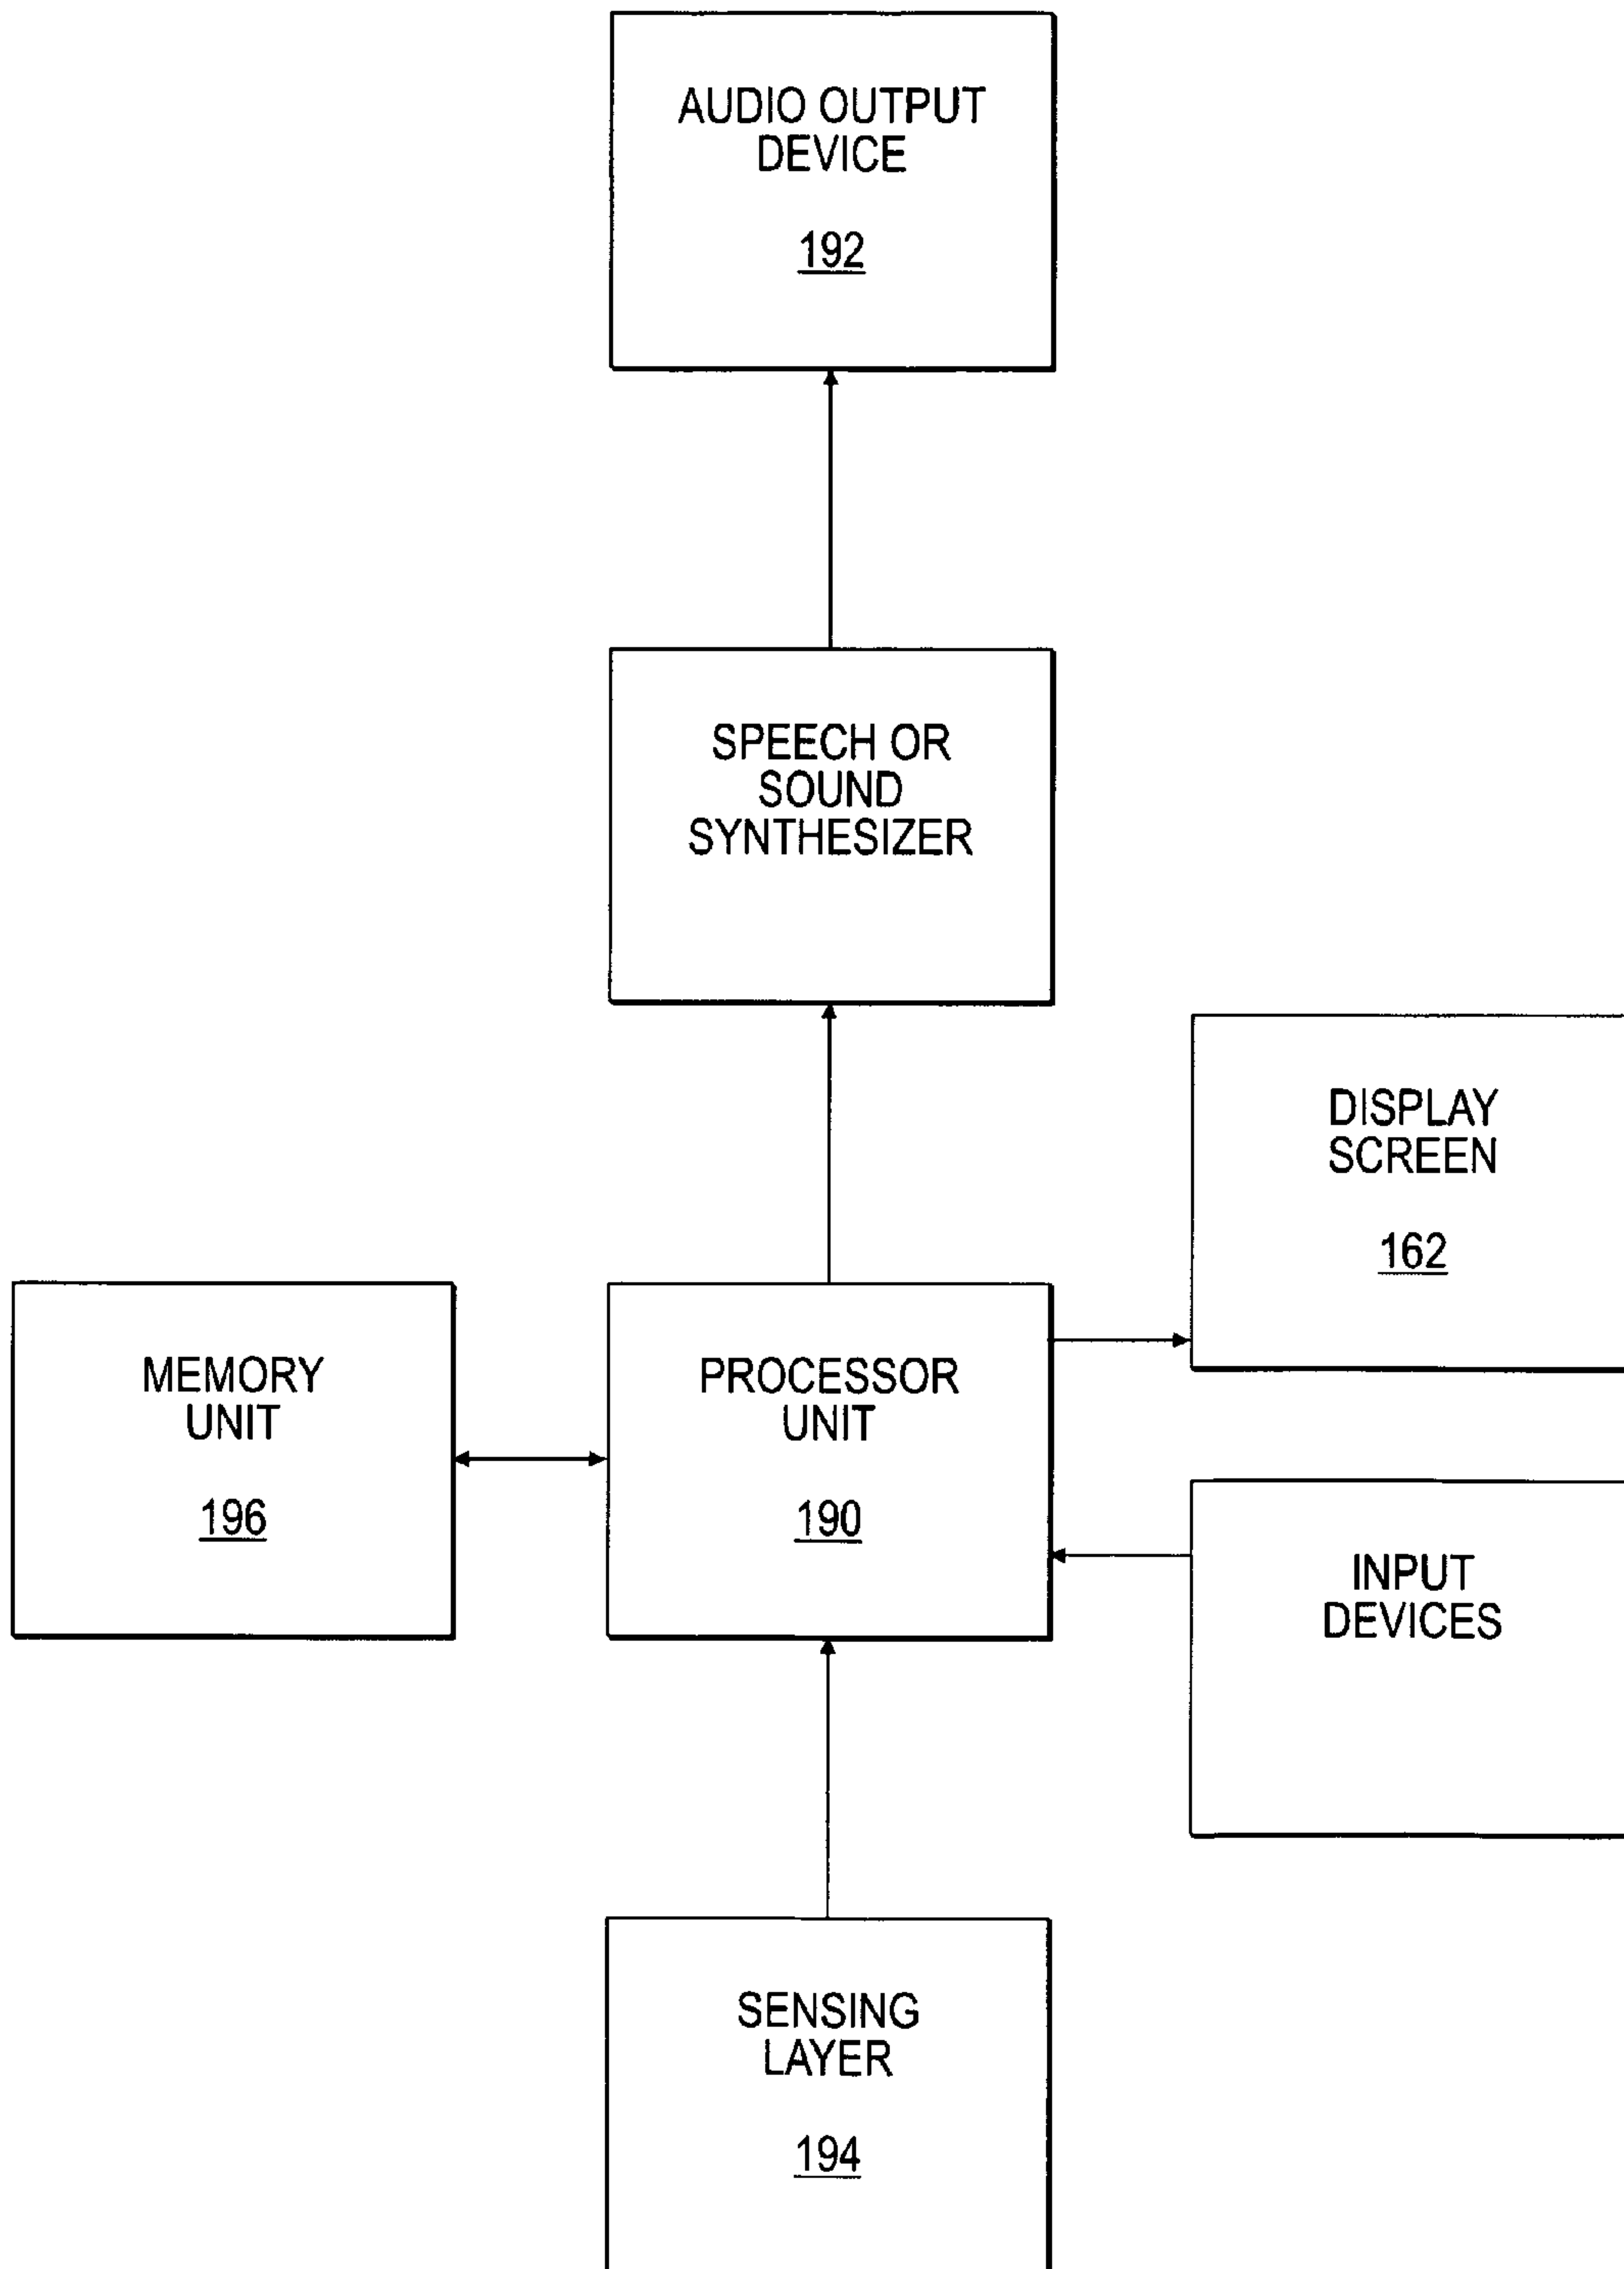 AUDIO OUTPUT
DEVICE
192
SPEECH OR
SOUND
SYNTHESIZER
DISPLAY
SCREEN
162
MEMORY
UNIT
196
PROCESSOR
UNIT
190
INPUT
DEVICES
SENSING
LAYER
194